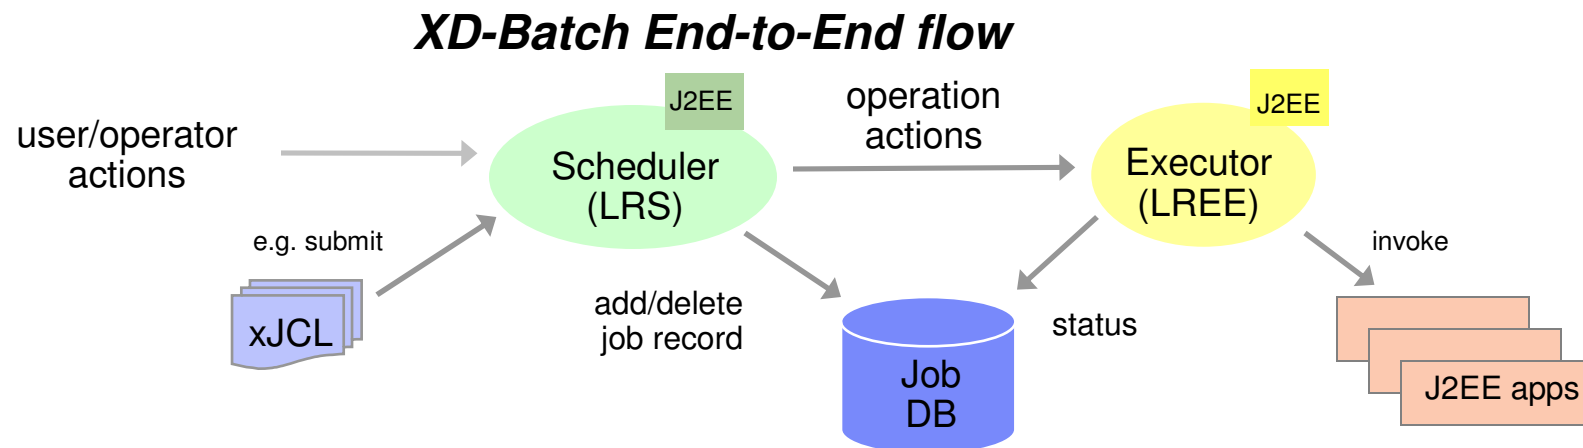 XD-Batch End-to-End flow
user/operator
actions
J2EE
Scheduler
(LRS)
operation
actions
J2EE
Executor
(LREE)
e.g. submit
xJCL
add/delete
job record
Job
DB
status
invoke
J2EE apps